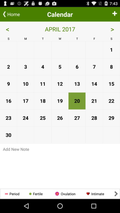 7:43
< Home Calendar +
< APRIL 2017 >
S M T W T F S
1
2 3 4 5 6 7 8
9 10 11 12 13 14 15
16 17 18 19 20 21 22
23 24 25 26 27 28 29
30
Add New Note
Period Fertile Ovulation Intimate